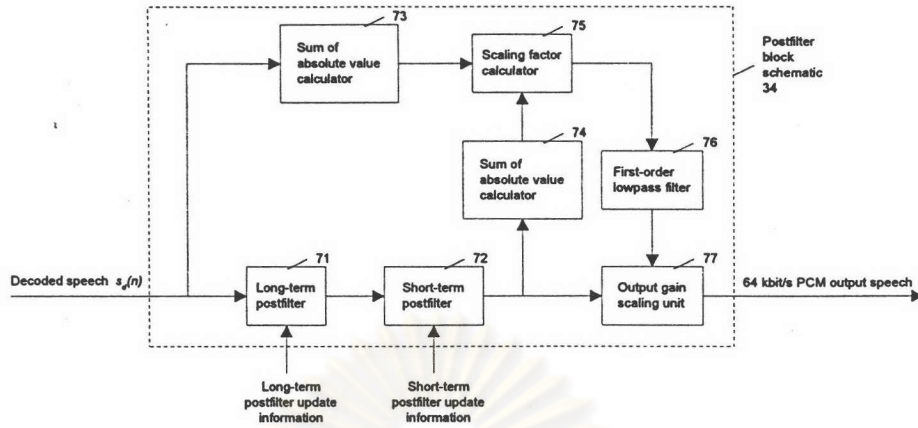 73
Sum of
absolute value
calculator
75
Scaling factor
calculator
Postfilter
block
schematic
34
74
Sum of
absolute value
calculator
76
First-order
lowpass filter
Decoded speech s_d(n)
71
Long-term
postfilter
72
Short-term
postfilter
77
Output gain
scaling unit
64 kbit/s PCM output speech
Long-term
postfilter update
information
Short-term
postfilter update
information